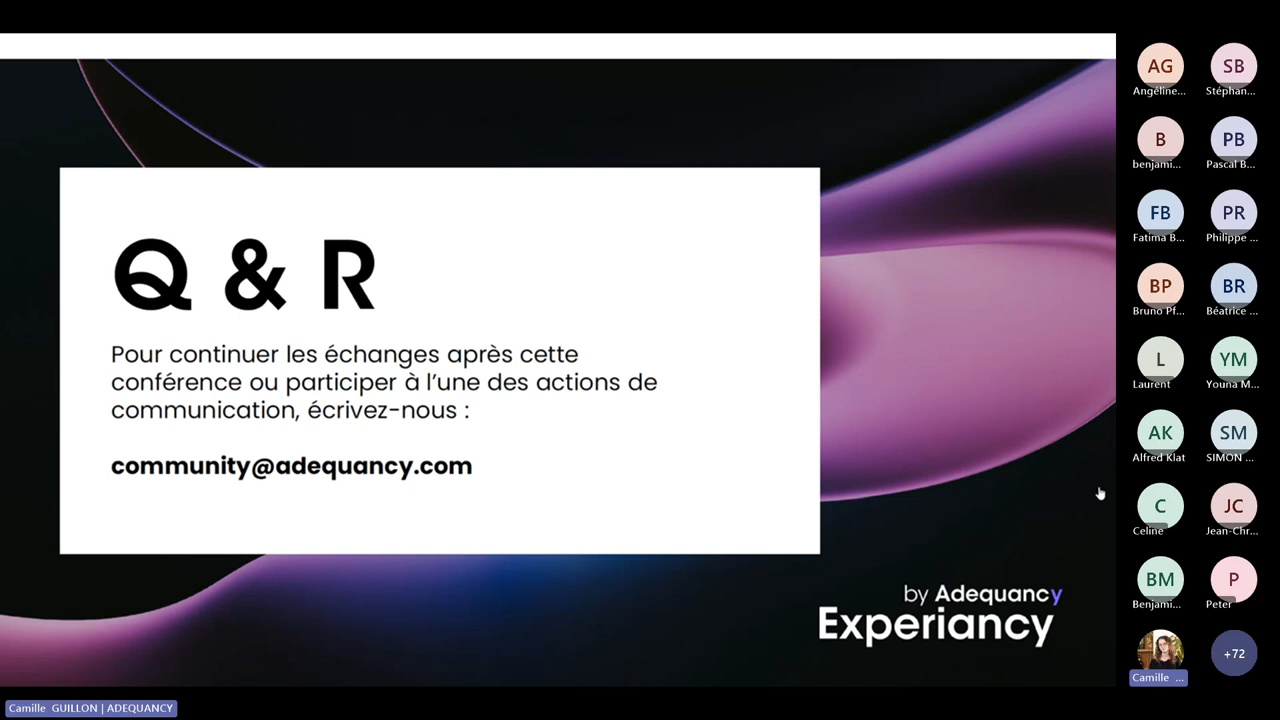 Q & R
Pour continuer les échanges après cette
conférence ou participer à l'une des actions de
communication, écrivez-nous :
community@adequancy.com
by Adequancy
Experiancy
AG
Angéline...
SB
Stéphan...
B
benjami...
PB
Pascal B...
FB
Fatima B...
PR
Philippe ...
BP
Bruno Pf...
BR
Béatrice ...
L
Laurent
YM
Youna M...
AK
Alfred Klat
SM
SIMON ...
C
Celine
JC
Jean-Chr...
BM
Benjami...
P
Peter
Camille ...
+72
Camille GUILLON | ADEQUANCY